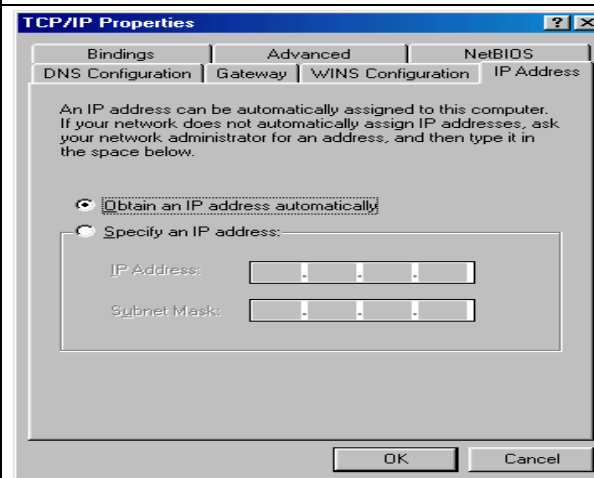 TCP/IP Properties
Bindings Advanced NetBIOS
DNS Configuration Gateway WINS Configuration IP Address
An IP address can be automatically assigned to this computer.
If your network does not automatically assign IP addresses, ask
your network administrator for an address, and then type it in
the space below.
Obtain an IP address automatically
Specify an IP address:
IP Address:
Subnet Mask:
OK Cancel